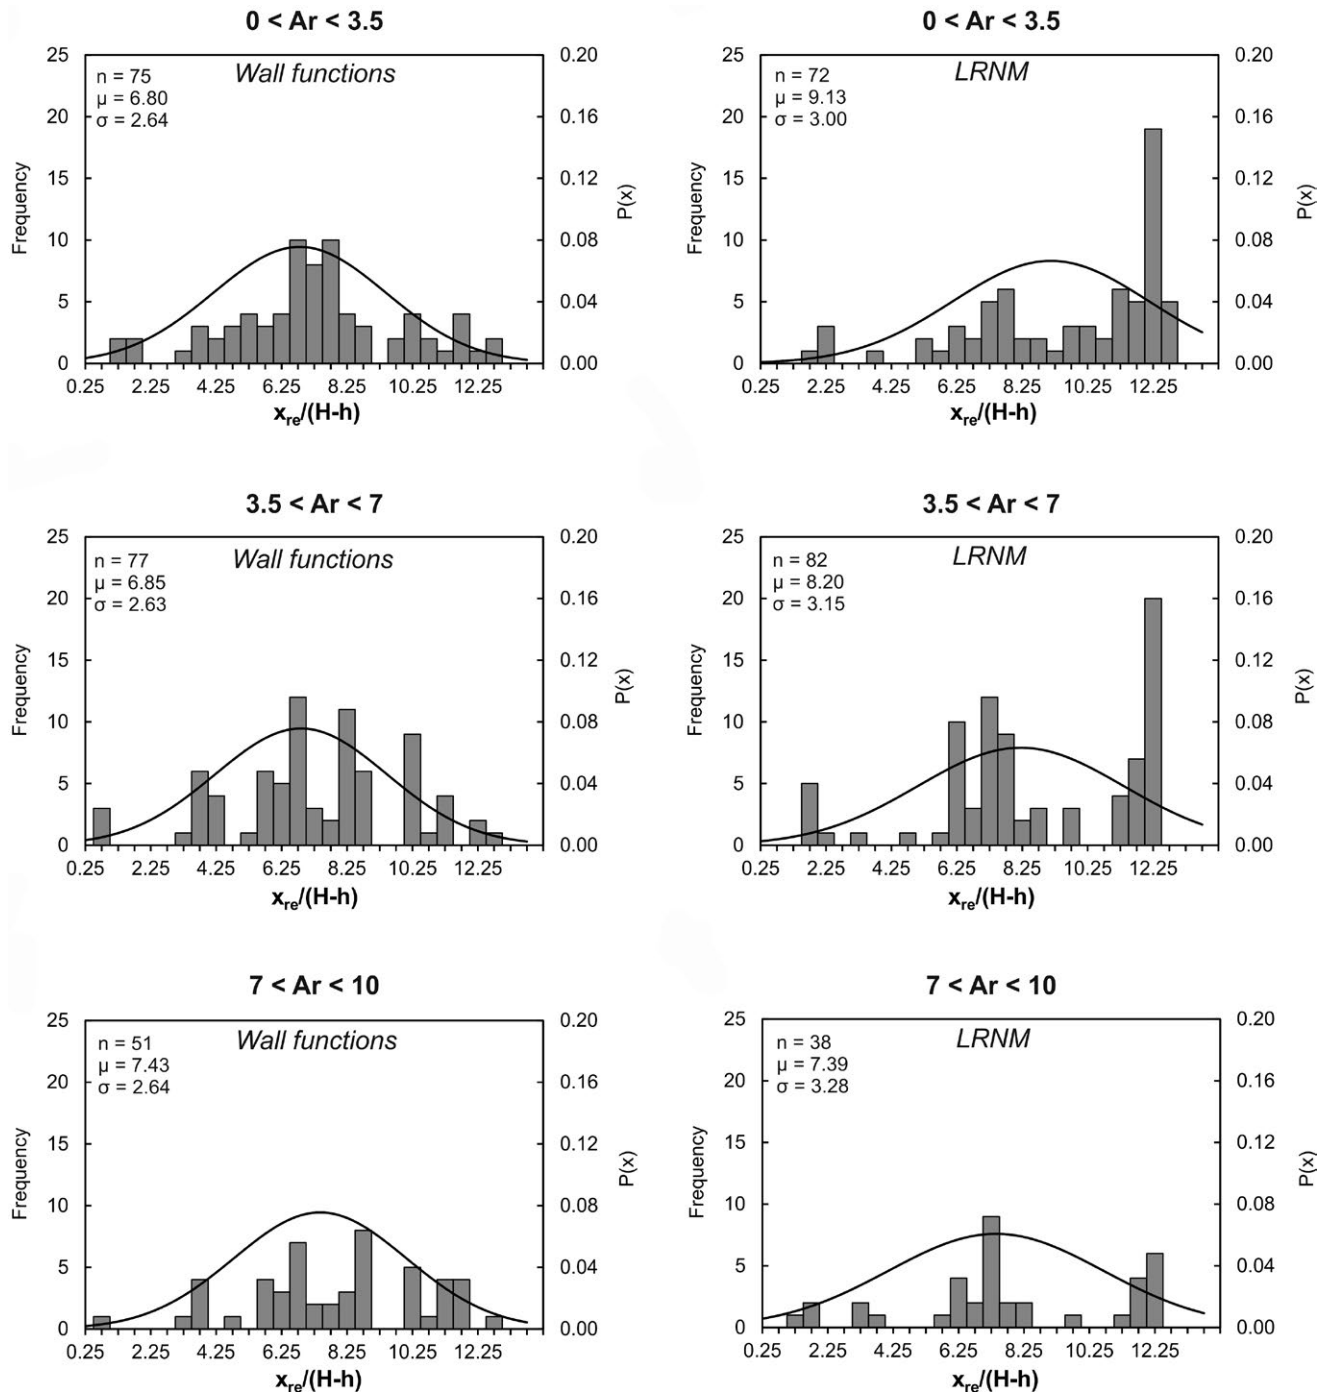 0 < Ar < 3.5
Wall functions
n = 75
μ = 6.80
σ = 2.64
25
20
15
10
5
0
Frequency
0.20
0.16
0.12
0.08
0.04
0.00
P(x)
0.25 2.25 4.25 6.25 8.25 10.25 12.25
xre/(H-h)
0 < Ar < 3.5
LRNM
n = 72
μ = 9.13
σ = 3.00
25
20
15
10
5
0
Frequency
0.20
0.16
0.12
0.08
0.04
0.00
P(x)
0.25 2.25 4.25 6.25 8.25 10.25 12.25
xre/(H-h)
3.5 < Ar < 7
Wall functions
n = 77
μ = 6.85
σ = 2.63
25
20
15
10
5
0
Frequency
0.20
0.16
0.12
0.08
0.04
0.00
P(x)
0.25 2.25 4.25 6.25 8.25 10.25 12.25
xre/(H-h)
3.5 < Ar < 7
LRNM
n = 82
μ = 8.20
σ = 3.15
25
20
15
10
5
0
Frequency
0.20
0.16
0.12
0.08
0.04
0.00
P(x)
0.25 2.25 4.25 6.25 8.25 10.25 12.25
xre/(H-h)
7 < Ar < 10
Wall functions
n = 51
μ = 7.43
σ = 2.64
25
20
15
10
5
0
Frequency
0.20
0.16
0.12
0.08
0.04
0.00
P(x)
0.25 2.25 4.25 6.25 8.25 10.25 12.25
xre/(H-h)
7 < Ar < 10
LRNM
n = 38
μ = 7.39
σ = 3.28
25
20
15
10
5
0
Frequency
0.20
0.16
0.12
0.08
0.04
0.00
P(x)
0.25 2.25 4.25 6.25 8.25 10.25 12.25
xre/(H-h)